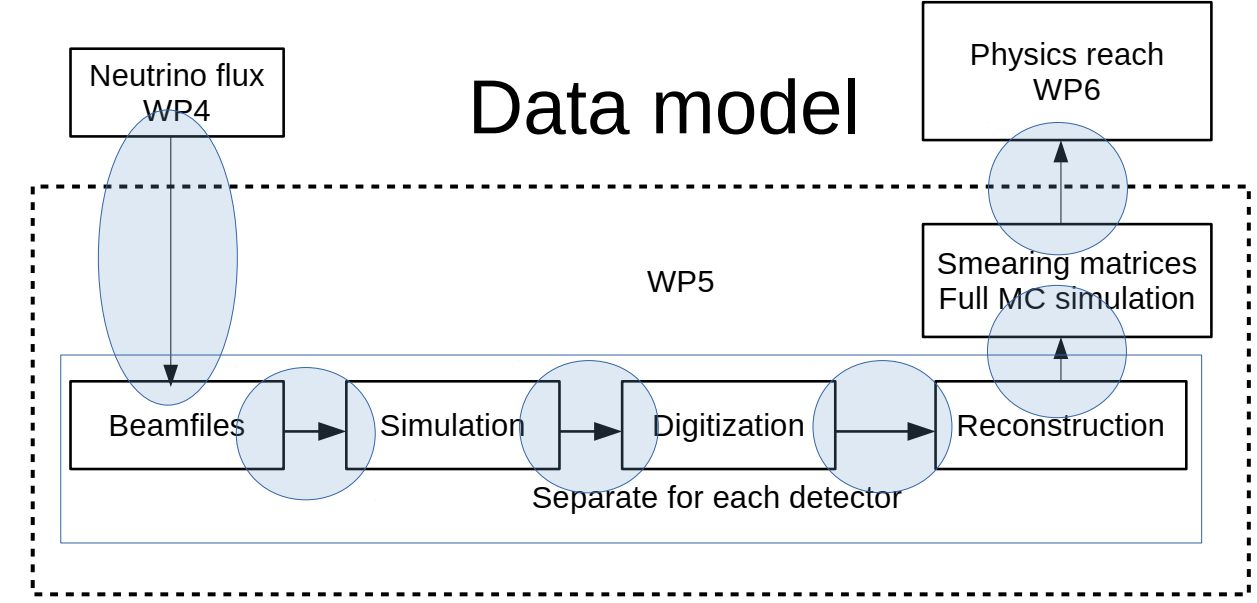 Neutrino flux
WP4
Data model
Physics reach
WP6
WP5
Smearing matrices
Full MC simulation
Beamfiles
Simulation
Digitization
Reconstruction
Separate for each detector